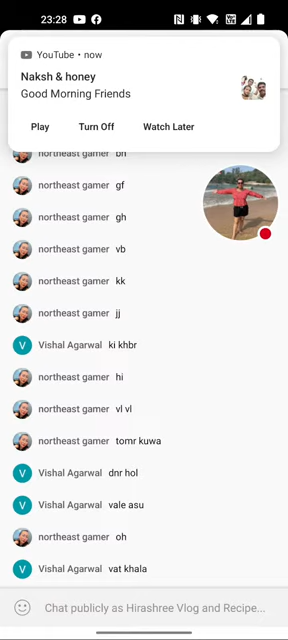 23:28
YouTube • now
Naksh & honey
Good Morning Friends
Play Turn Off Watch Later
northeast gamer bh
northeast gamer gf
northeast gamer gh
northeast gamer vb
northeast gamer kk
northeast gamer jj
V Vishal Agarwal ki khbr
northeast gamer hi
northeast gamer vl vl
northeast gamer tomr kuwa
V Vishal Agarwal dnr hol
V Vishal Agarwal vale asu
northeast gamer oh
V Vishal Agarwal vat khala
Chat publicly as Hirashree Vlog and Recipe...